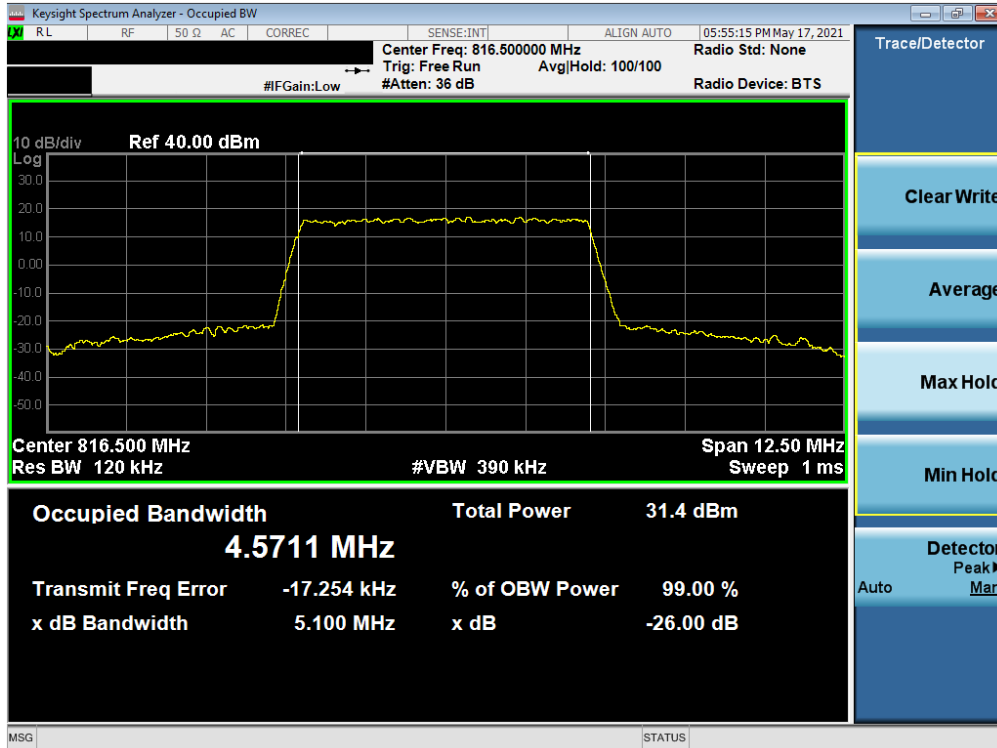 Keysight Spectrum Analyzer - Occupied BW
LXI RL RF 50 Ω AC CORREC SENSE:INT ALIGN AUTO 05:55:15 PM May 17, 2021
Center Freq: 816.500000 MHz Radio Std: None
Trig: Free Run Avg|Hold: 100/100
#IFGain:Low #Atten: 36 dB Radio Device: BTS
10 dB/div Ref 40.00 dBm
Log
30.0
20.0
10.0
0.00
-10.0
-20.0
-30.0
-40.0
-50.0
Center 816.500 MHz Span 12.50 MHz
Res BW 120 kHz #VBW 390 kHz Sweep 1 ms
Occupied Bandwidth Total Power 31.4 dBm
4.5711 MHz
Transmit Freq Error -17.254 kHz % of OBW Power 99.00 %
x dB Bandwidth 5.100 MHz x dB -26.00 dB
MSG STATUS
Trace/Detector
Clear Write
Average
Max Hold
Min Hold
Detector
Peak
Auto Man